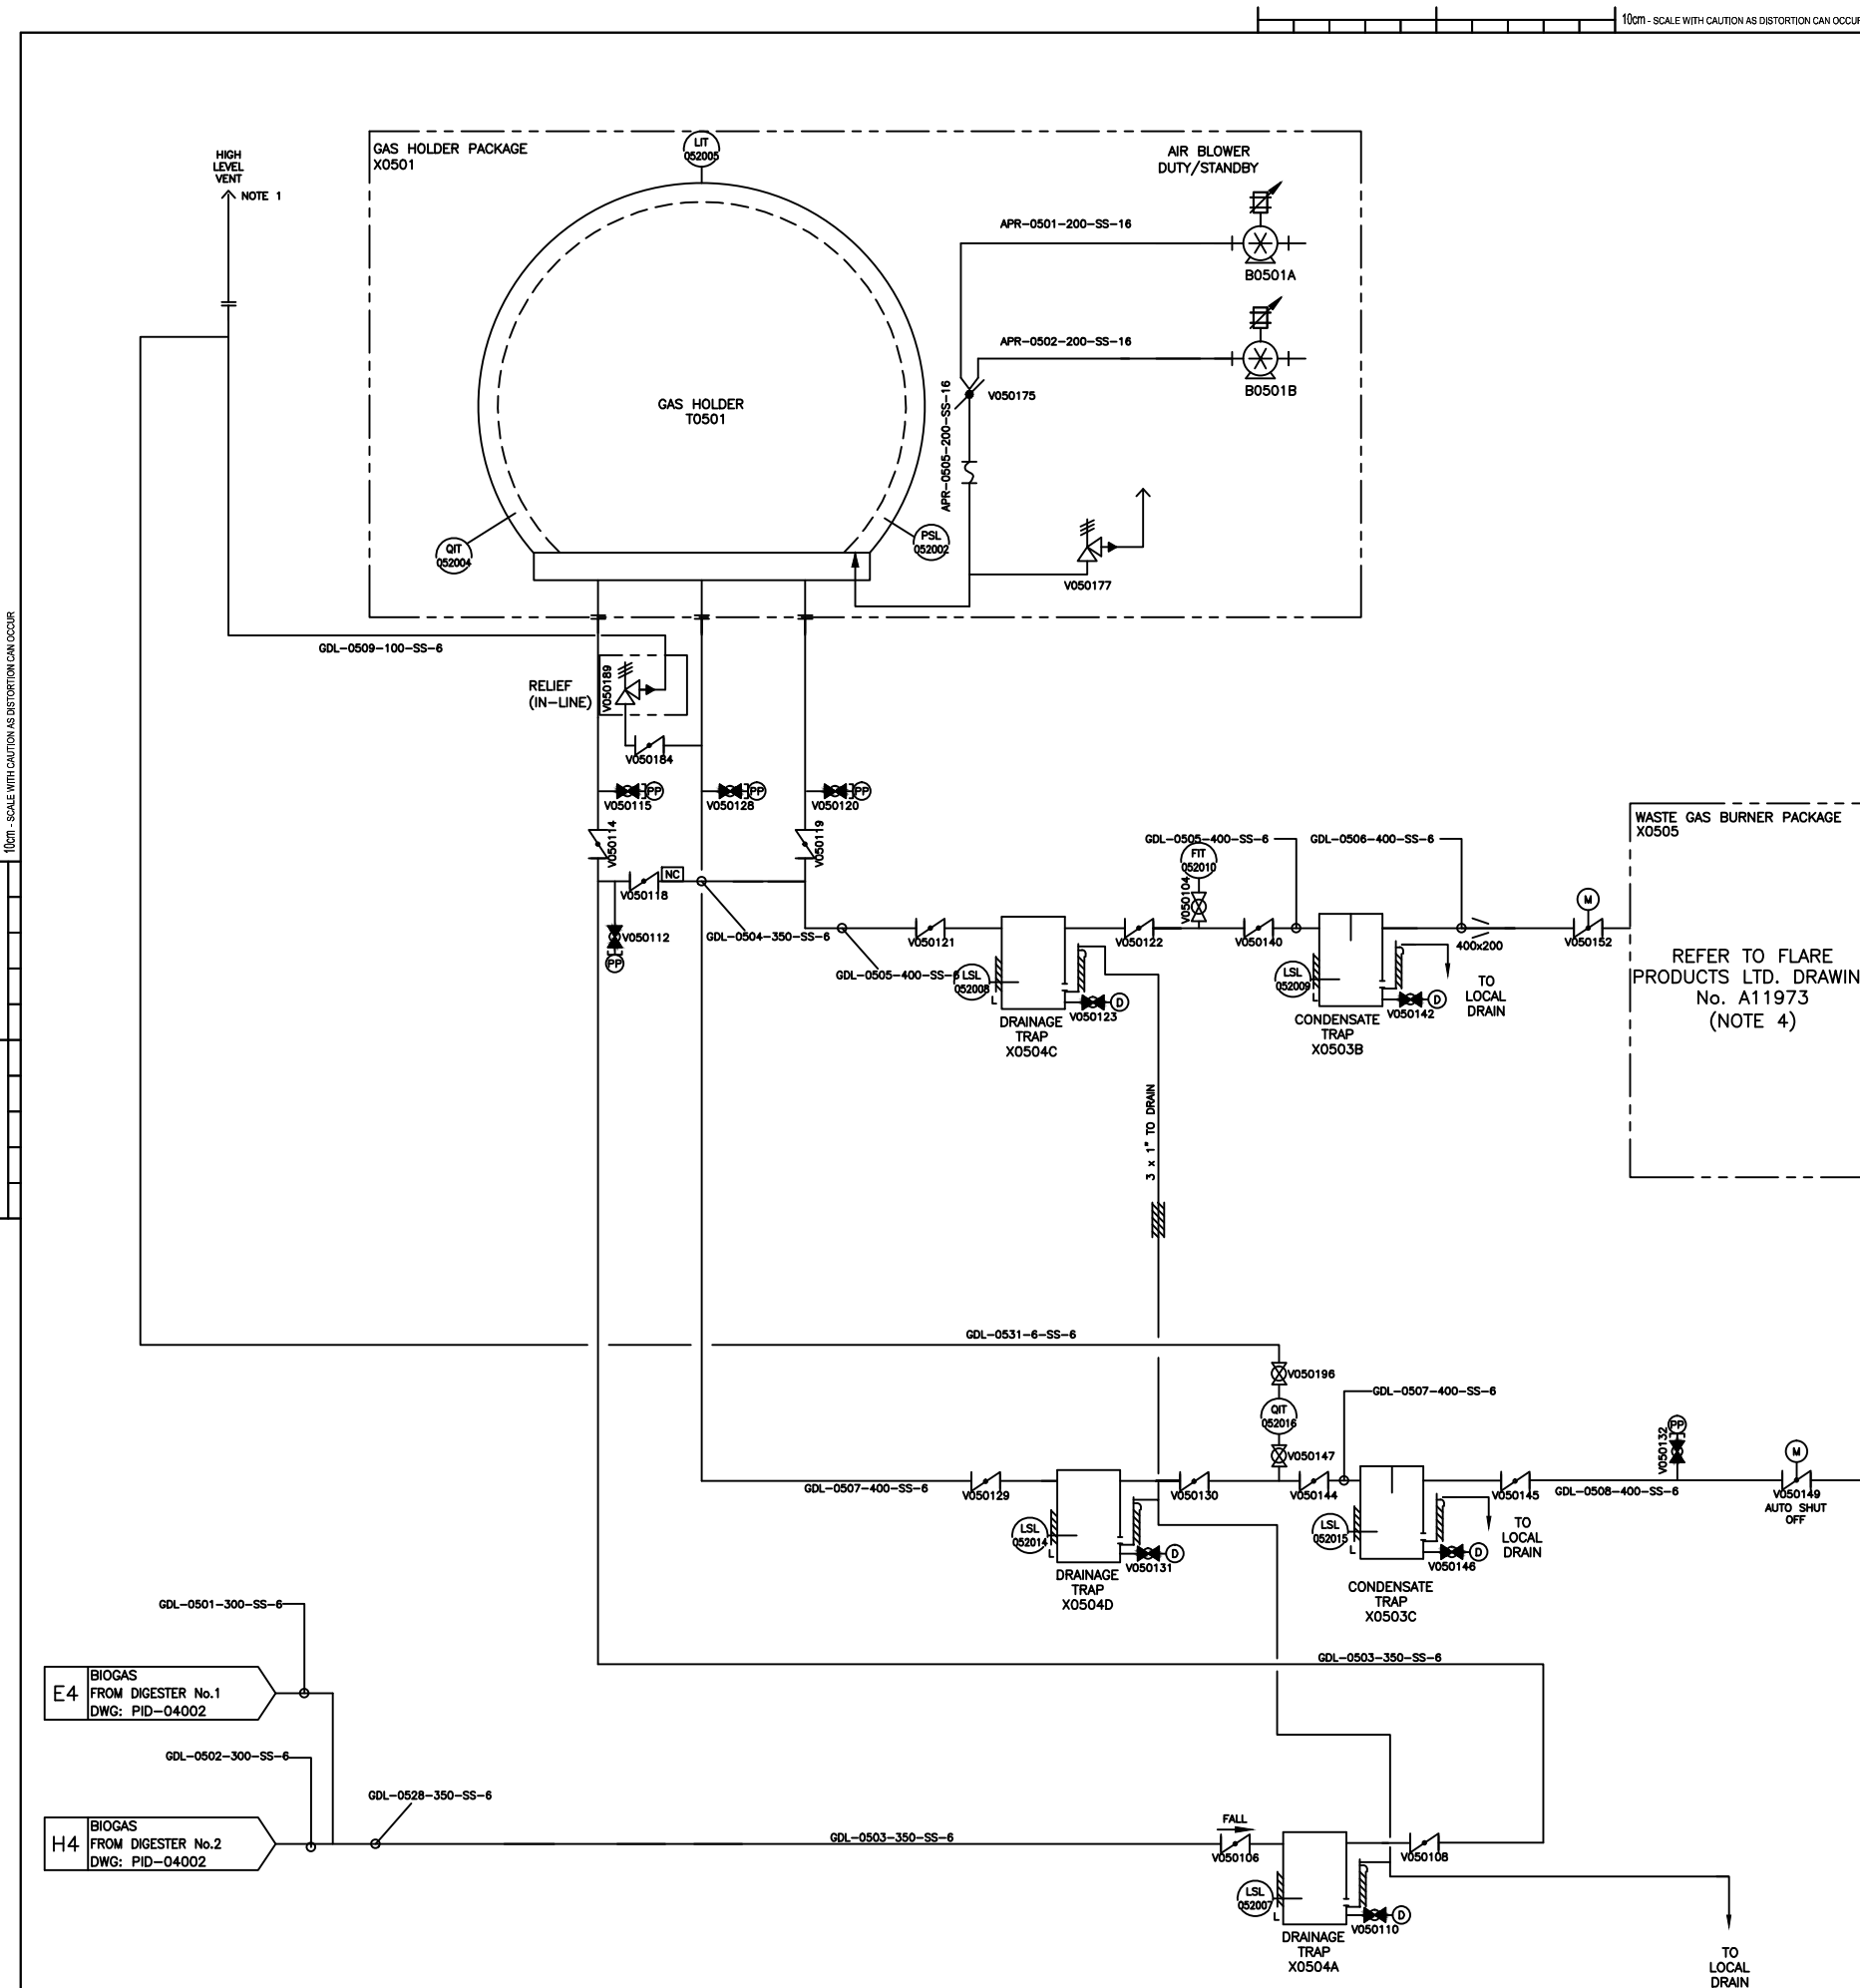 10cm - SCALE WITH CAUTION AS DISTORTION CAN OCCUR
10cm - SCALE WITH CAUTION AS DISTORTION CAN OCCUR
HIGH
LEVEL
VENT
NOTE 1
GAS HOLDER PACKAGE
X0501
LIT
052005
AIR BLOWER
DUTY/STANDBY
APR-0501-200-SS-16
B0501A
APR-0502-200-SS-16
B0501B
V050175
APR-0505-200-SS-16
GAS HOLDER
T0501
QIT
052004
PSL
052002
V050177
GDL-0509-100-SS-6
RELIEF
(IN-LINE)
V050189
V050184
PP
V050115
PP
V050128
PP
V050120
V050114
V050119
NC
V050118
V050112
PP
GDL-0504-350-SS-6
GDL-0505-400-SS-6
V050121
LSL
052008
L
DRAINAGE
TRAP
X0504C
V050123
D
V050122
FIT
052010
V050104
GDL-0505-400-SS-6
GDL-0506-400-SS-6
V050140
LSL
052009
L
CONDENSATE
TRAP
X0503B
V050142
D
TO
LOCAL
DRAIN
400x200
M
V050152
WASTE GAS BURNER PACKAGE
X0505
REFER TO FLARE
PRODUCTS LTD. DRAWIN
No. A11973
(NOTE 4)
3 x 1" TO DRAIN
GDL-0531-6-SS-6
V050196
QIT
052016
V050147
GDL-0507-400-SS-6
GDL-0507-400-SS-6
V050129
LSL
052014
L
DRAINAGE
TRAP
X0504D
V050131
D
V050130
V050144
LSL
052015
L
CONDENSATE
TRAP
X0503C
V050146
D
TO
LOCAL
DRAIN
V050145
GDL-0508-400-SS-6
V050132
PP
M
V050149
AUTO SHUT
OFF
GDL-0501-300-SS-6
E4
BIOGAS
FROM DIGESTER No.1
DWG: PID-04002
GDL-0502-300-SS-6
H4
BIOGAS
FROM DIGESTER No.2
DWG: PID-04002
GDL-0528-350-SS-6
GDL-0503-350-SS-6
GDL-0503-350-SS-6
FALL
V050106
LSL
052007
L
DRAINAGE
TRAP
X0504A
V050110
D
V050108
TO
LOCAL
DRAIN